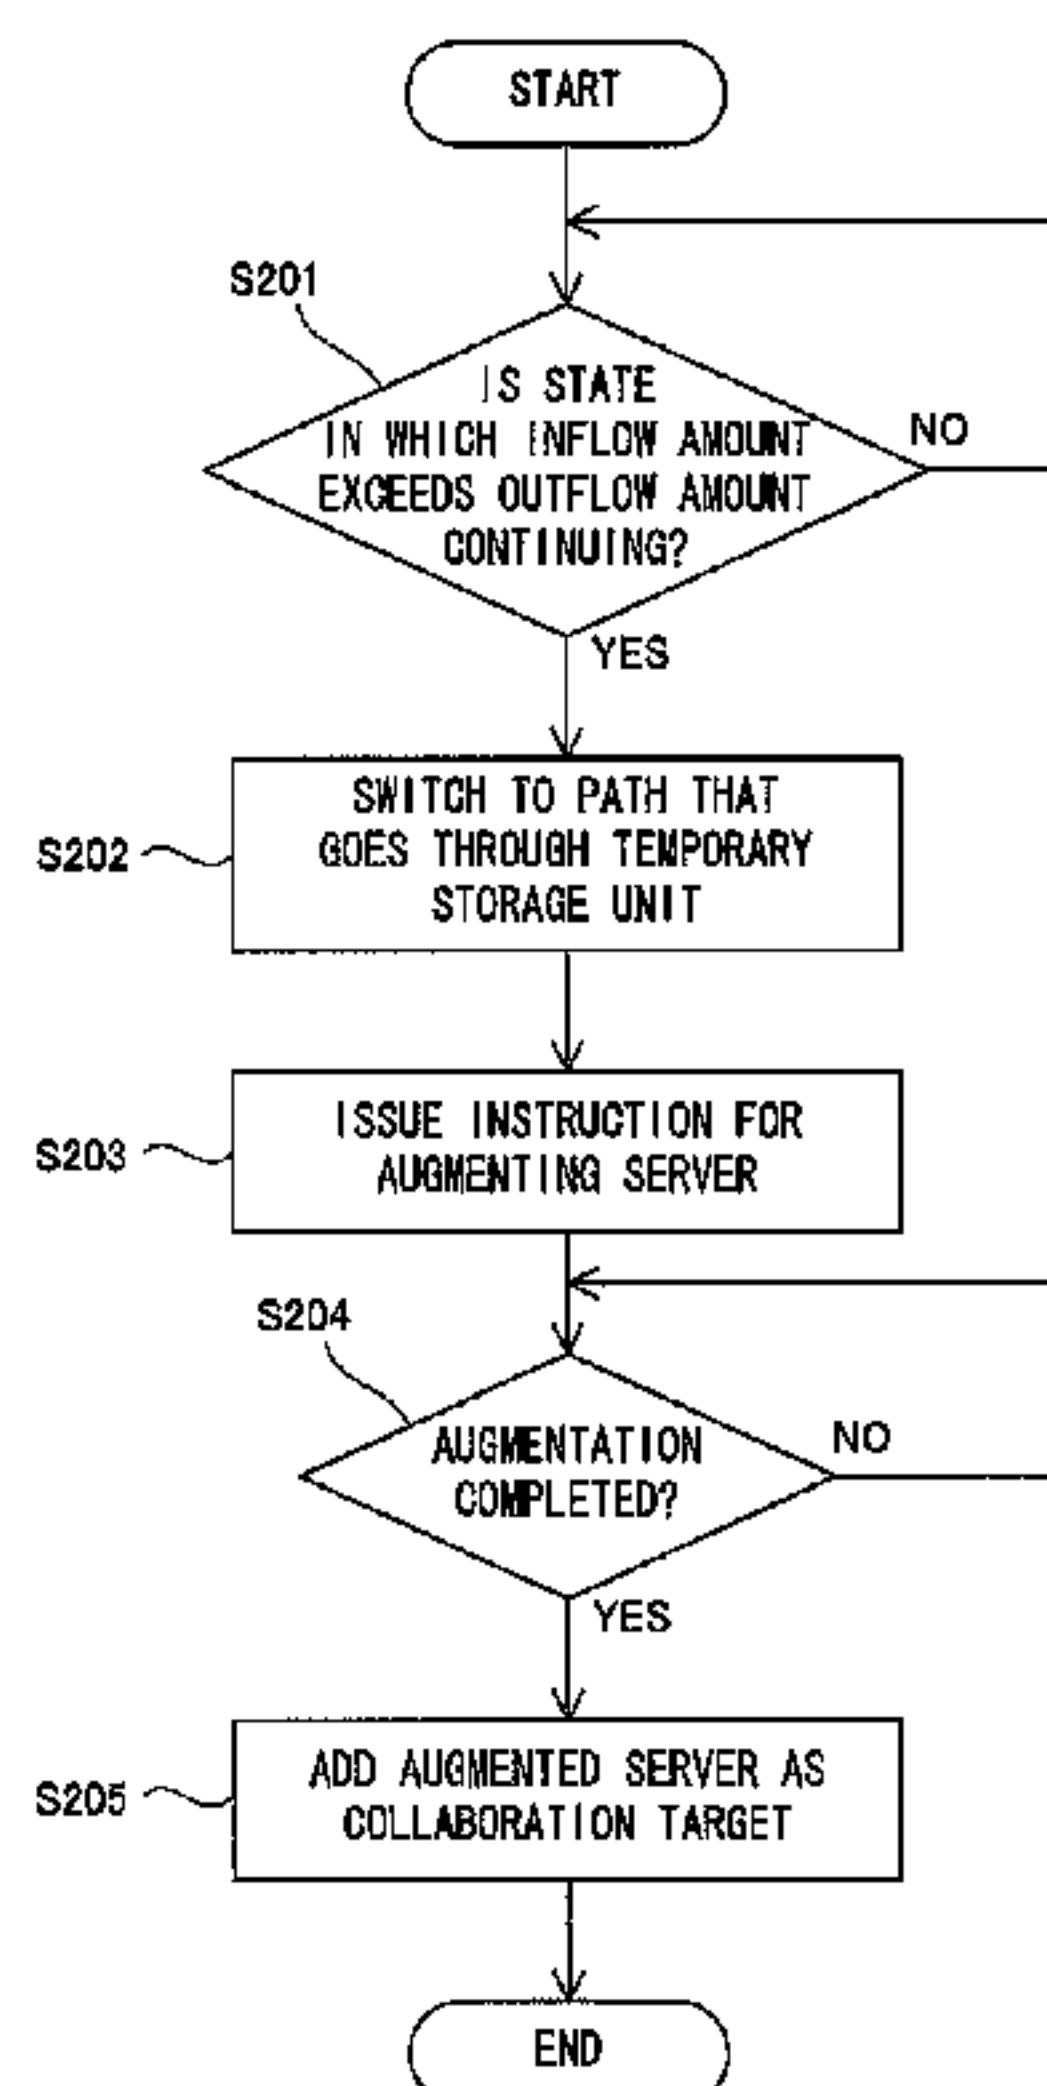 START
S201
IS STATE
IN WHICH INFLOW AMOUNT
EXCEEDS OUTFLOW AMOUNT
CONTINUING?
NO
YES
S202
SWITCH TO PATH THAT
GOES THROUGH TEMPORARY
STORAGE UNIT
S203
ISSUE INSTRUCTION FOR
AUGMENTING SERVER
S204
AUGMENTATION
COMPLETED?
NO
YES
S205
ADD AUGMENTED SERVER AS
COLLABORATION TARGET
END